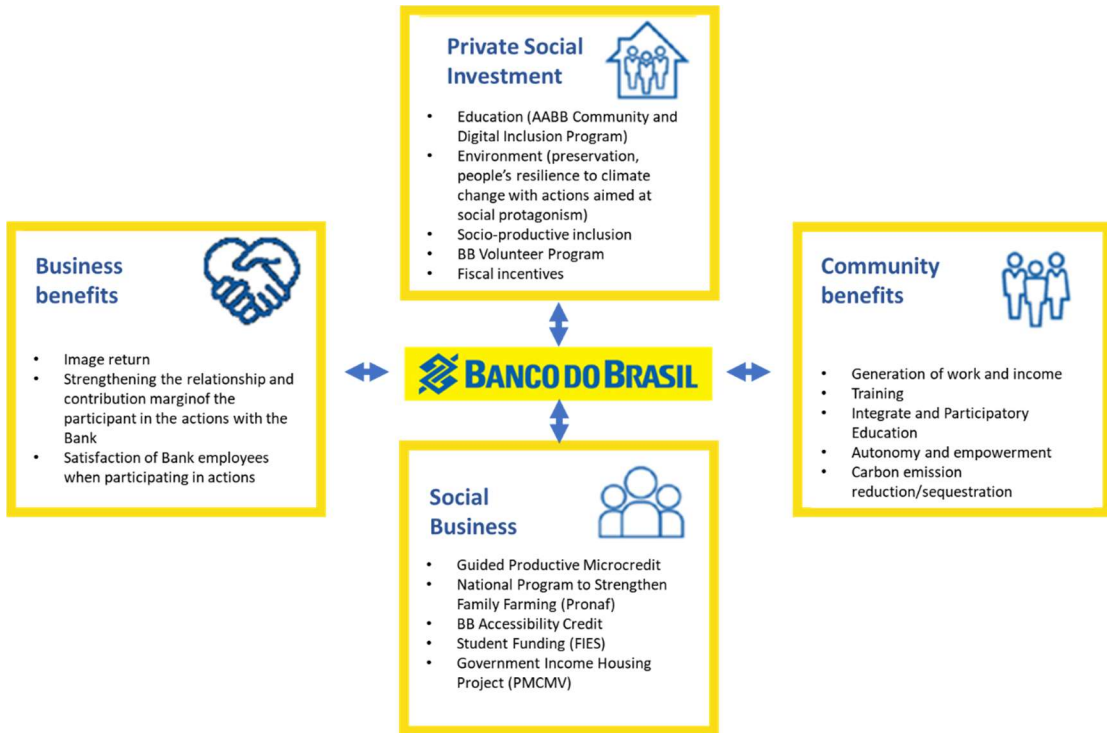 Private Social
Investment
• Education (AABB Community and
Digital Inclusion Program)
• Environment (preservation,
people's resilience to climate
change with actions aimed at
social protagonism)
• Socio-productive inclusion
• BB Volunteer Program
• Fiscal incentives
Business
benefits
• Image return
• Strengthening the relationship and
contribution marginof the
participant in the actions with the
Bank
• Satisfaction of Bank employees
when participating in actions
BANCO DO BRASIL
Community
benefits
• Generation of work and income
• Training
• Integrate and Participatory
Education
• Autonomy and empowerment
• Carbon emission
reduction/sequestration
Social
Business
• Guided Productive Microcredit
• National Program to Strengthen
Family Farming (Pronaf)
• BB Accessibility Credit
• Student Funding (FIES)
• Government Income Housing
Project (PMCMV)